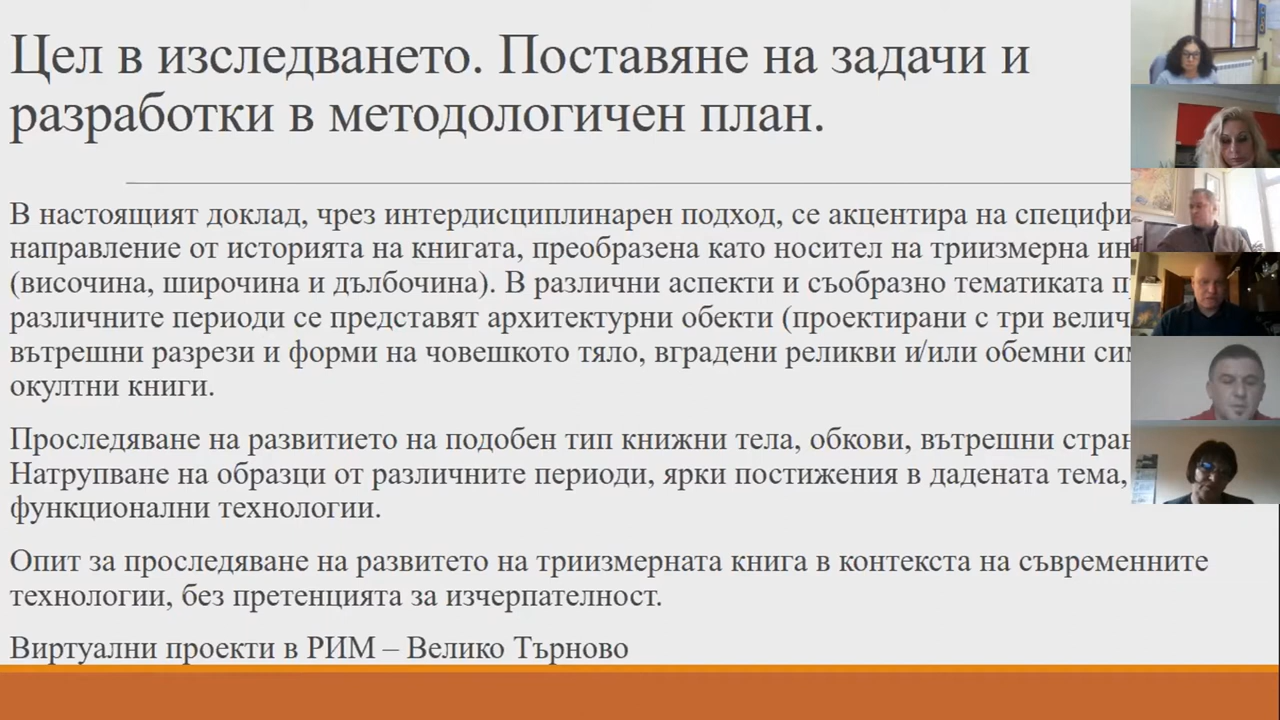 Цел в изследването. Поставяне на задачи и
разработки в методологичен план.
В настоящият доклад, чрез интердисциплинарен подход, се акцентира на
направление от историята на книгата, преобразена като носител на триизмерна
(височина, широчина и дълбочина). В различни аспекти и съобразно тематиката
различните периоди се представят архитектурни обекти (проектирани с три
вътрешни разрези и форми на човешкото тяло, вградени реликви и/или обемни
окултни книги.
Проследяване на развитието на подобен тип книжни тела, обкови, вътрешни
Натрупване на образци от различните периоди, ярки постижения в дадената тема,
функционални технологии.
Опит за проследяване на развитето на триизмерната книга в контекста на съвременните
технологии, без претенцията за изчерпателност.
Виртуални проекти в РИМ – Велико Търново